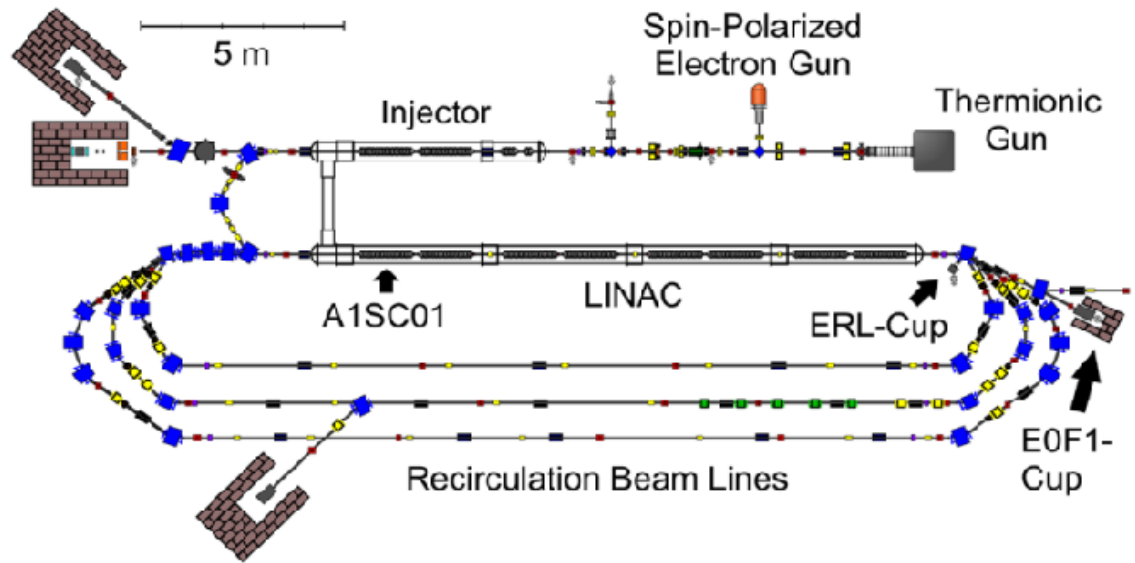 5 m
Spin-Polarized
Electron Gun
Injector
Thermionic
Gun
A1SC01
LINAC
ERL-Cup
E0F1-
Cup
Recirculation Beam Lines